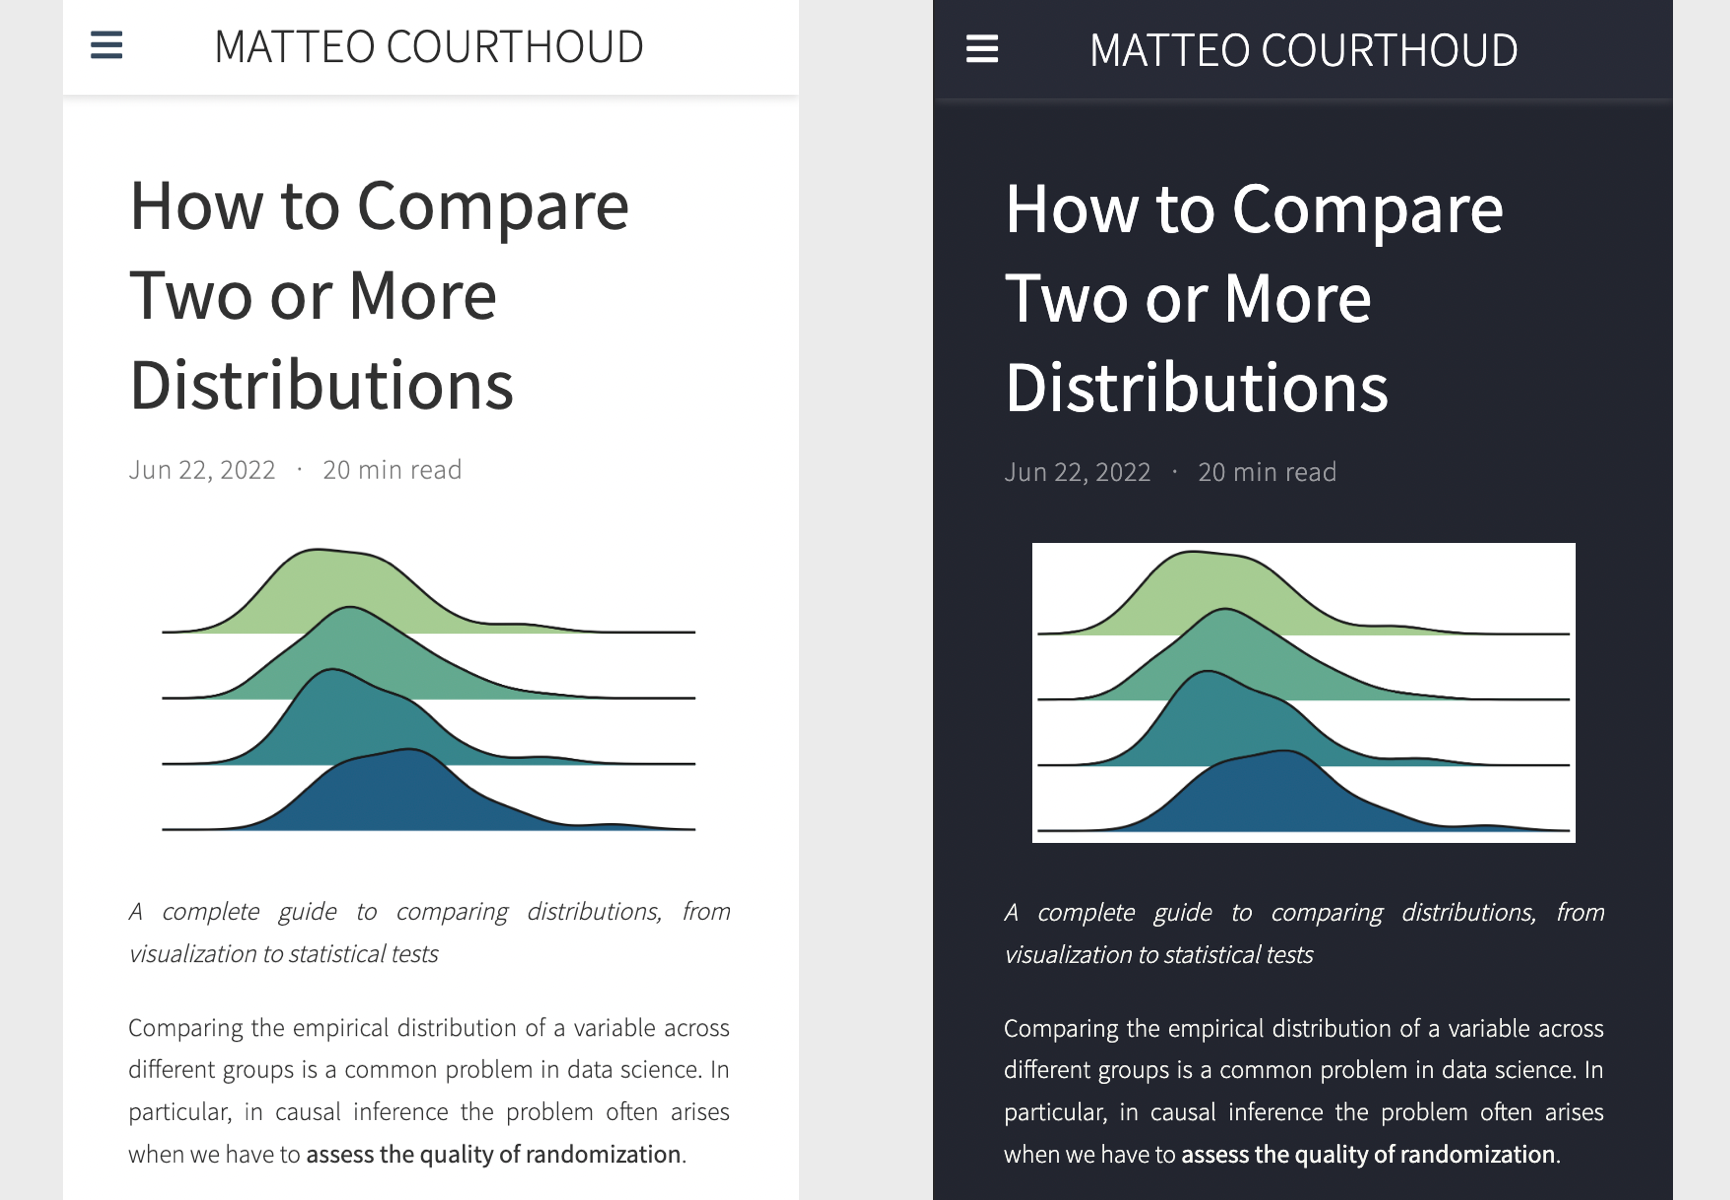 MATTEO COURTHOUD
How to Compare
Two or More
Distributions
Jun 22, 2022 · 20 min read
A complete guide to comparing distributions, from
visualization to statistical tests
Comparing the empirical distribution of a variable across
different groups is a common problem in data science. In
particular, in causal inference the problem often arises
when we have to assess the quality of randomization.
MATTEO COURTHOUD
How to Compare
Two or More
Distributions
Jun 22, 2022 · 20 min read
A complete guide to comparing distributions, from
visualization to statistical tests
Comparing the empirical distribution of a variable across
different groups is a common problem in data science. In
particular, in causal inference the problem often arises
when we have to assess the quality of randomization.